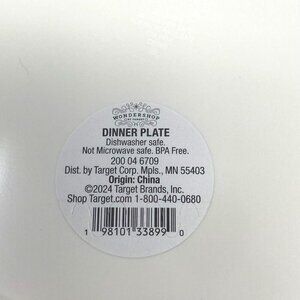 WONDERSHOP
DINNER PLATE
Dishwasher safe.
Not Microwave safe. BPA Free.
200 04 6709
Dist. by Target Corp. Mpls., MN 55403
Origin: China
©2024 Target Brands, Inc.
Shop Target.com 1-800-440-0680
1 98101 33899 0